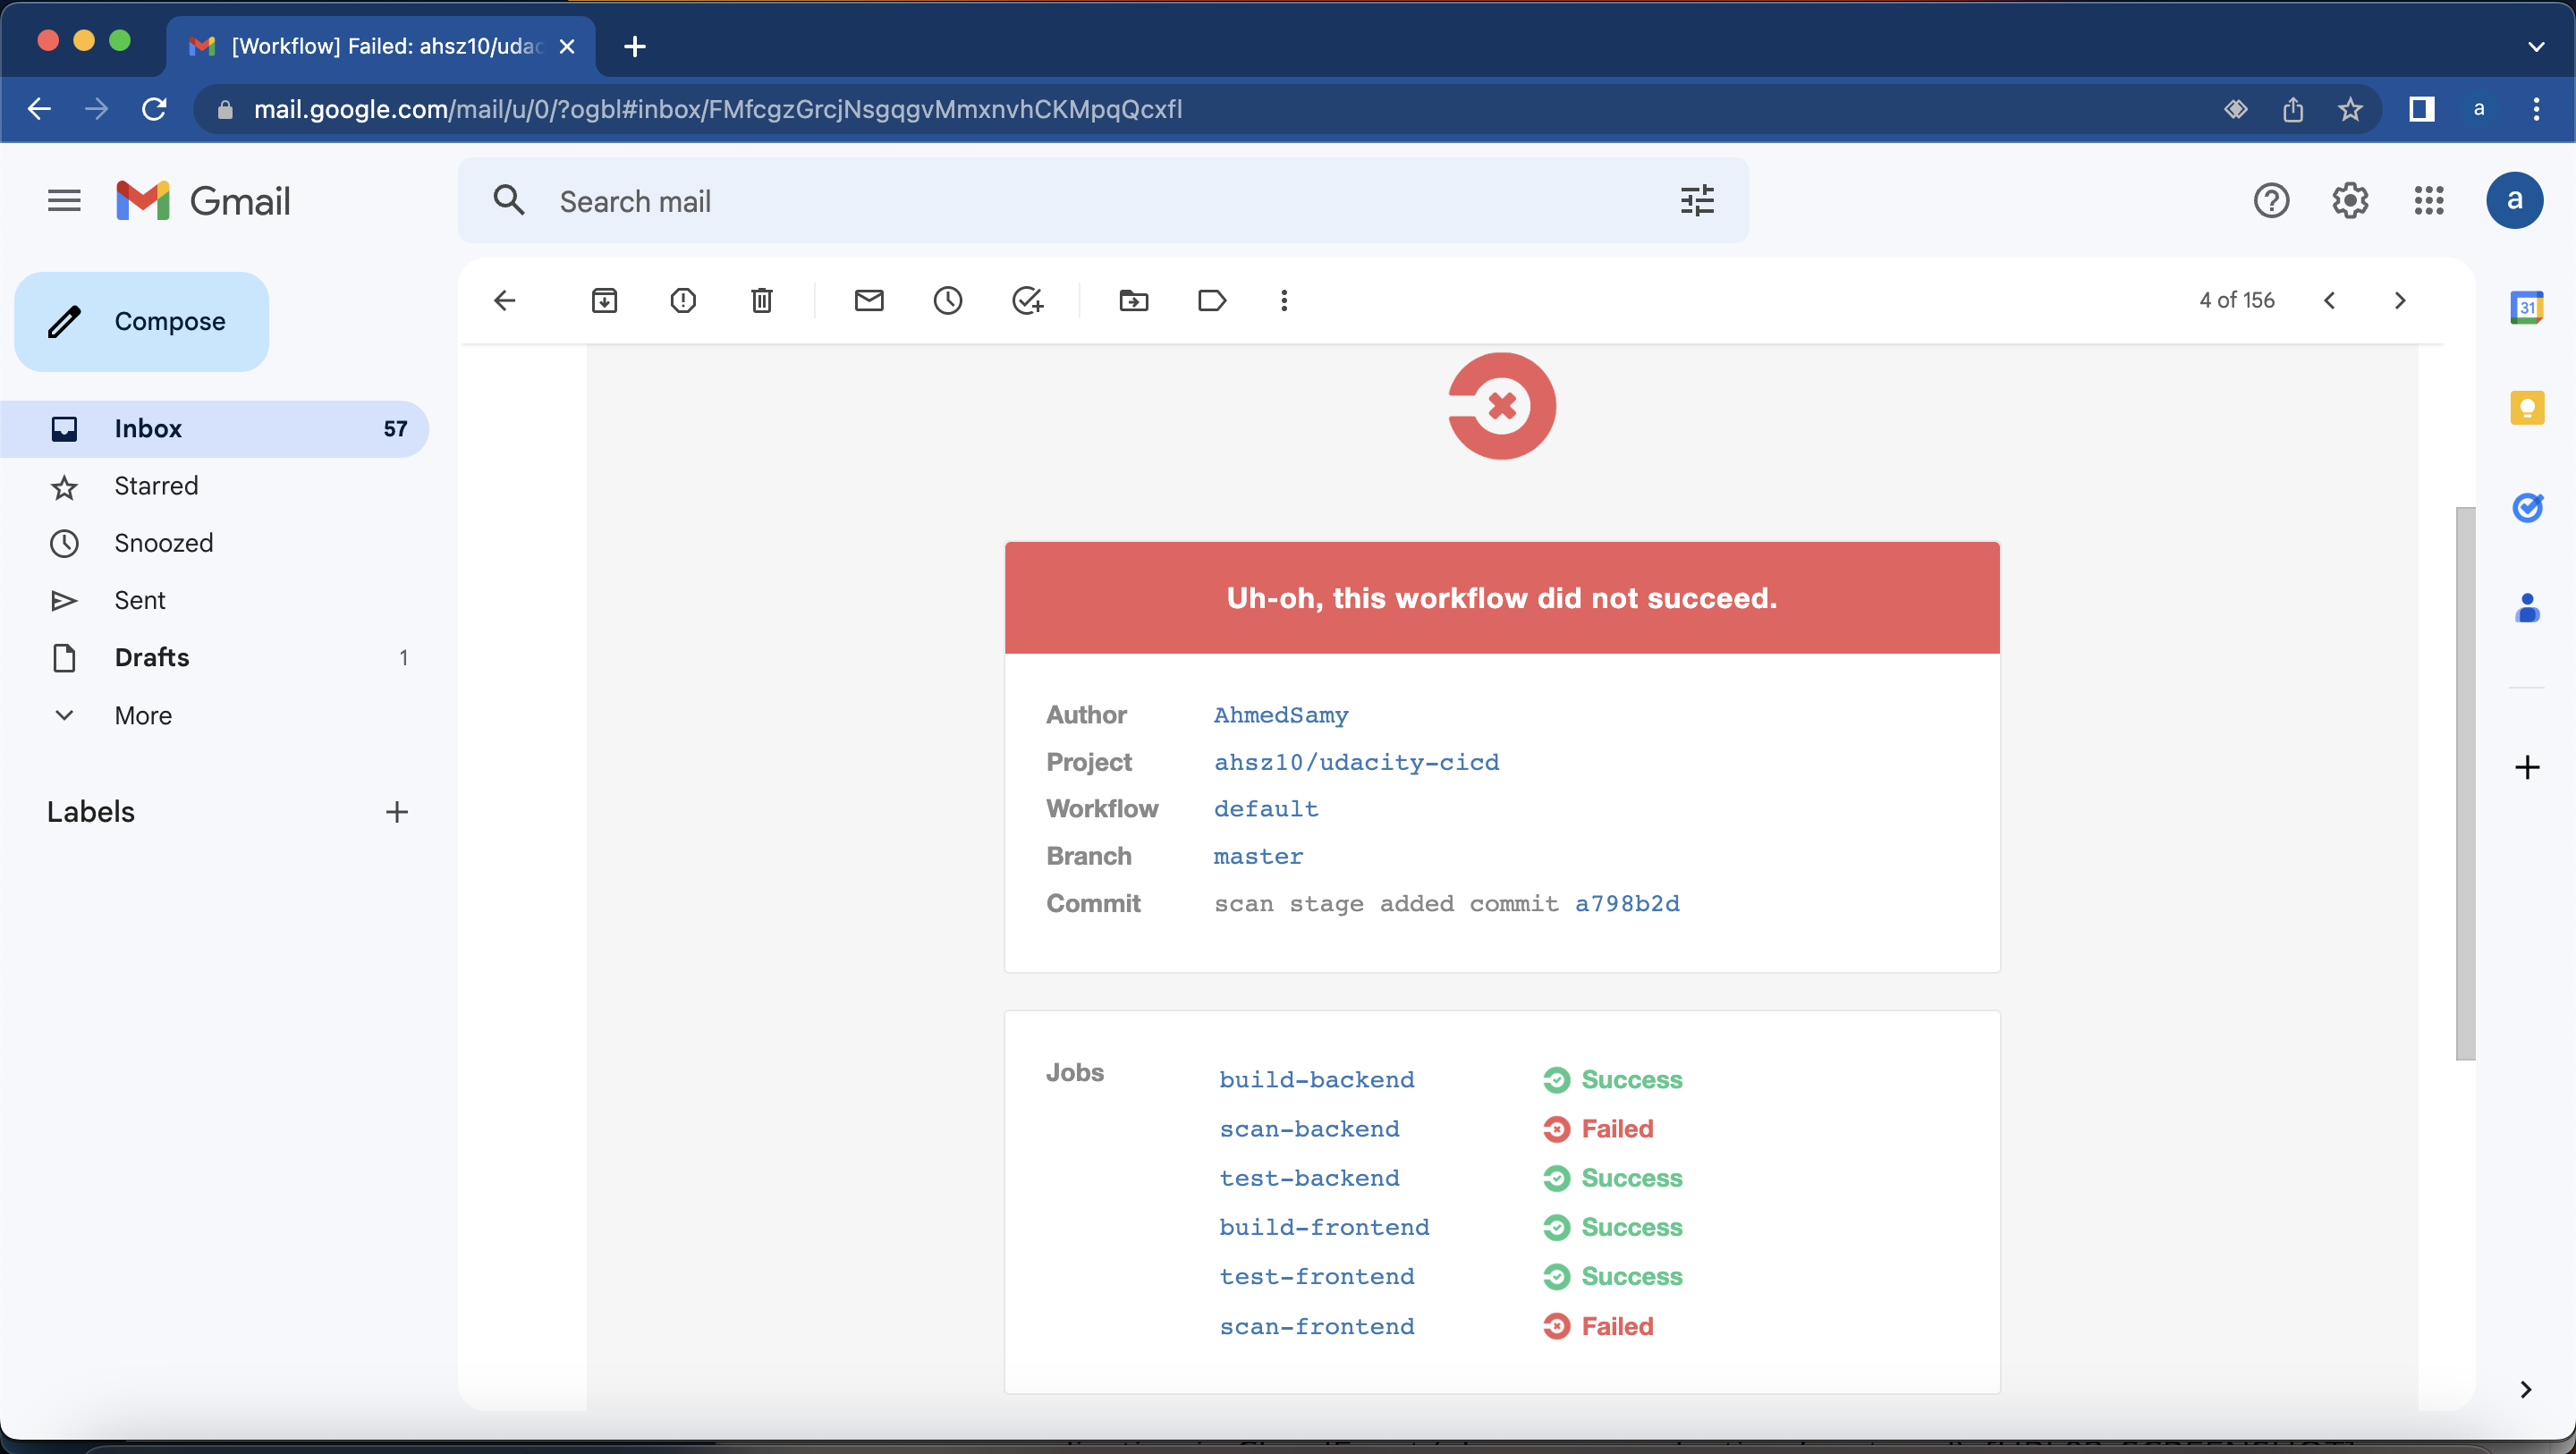 [Workflow] Failed: ahsz10/udac
mail.google.com/mail/u/0/?ogbl#inbox/FMfcgzGrcjNsgqgvMmxnvhCKMpqQcxfl
a
Gmail
Search mail
a
Compose
4 of 156
31
Inbox 57
Starred
Snoozed
Sent
Drafts 1
More
Labels
Uh-oh, this workflow did not succeed.
Author AhmedSamy
Project ahsz10/udacity-cicd
Workflow default
Branch master
Commit scan stage added commit a798b2d
Jobs
build-backend Success
scan-backend Failed
test-backend Success
build-frontend Success
test-frontend Success
scan-frontend Failed